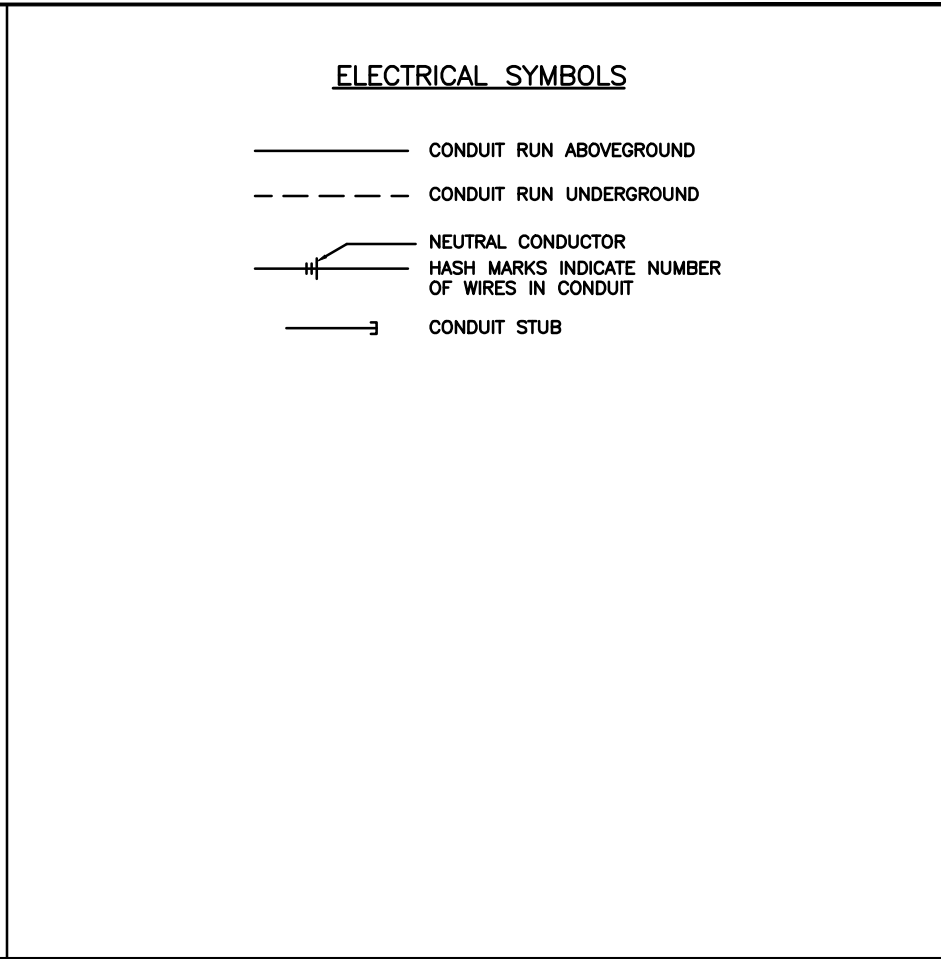 ELECTRICAL SYMBOLS
CONDUIT RUN ABOVEGROUND
CONDUIT RUN UNDERGROUND
NEUTRAL CONDUCTOR
HASH MARKS INDICATE NUMBER
OF WIRES IN CONDUIT
CONDUIT STUB